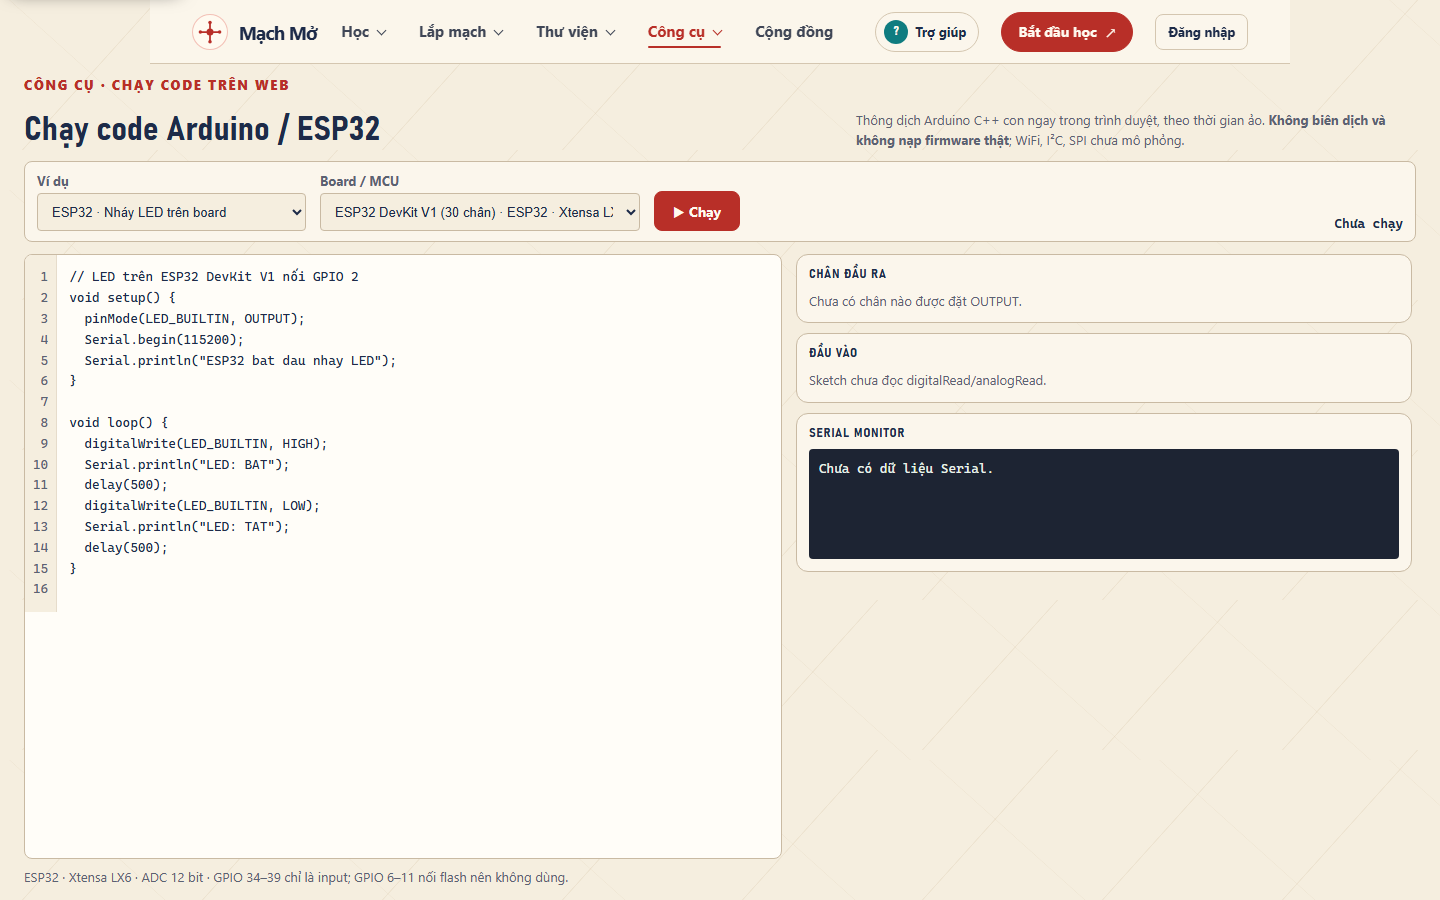 Mạch Mở
Học
Lắp mạch
Thư viện
Công cụ
Cộng đồng
? Trợ giúp
Bắt đầu học ↗
Đăng nhập
CÔNG CỤ · CHẠY CODE TRÊN WEB
Chạy code Arduino / ESP32
Thông dịch Arduino C++ con ngay trong trình duyệt, theo thời gian ảo. Không biên dịch và
không nạp firmware thật; WiFi, I²C, SPI chưa mô phỏng.
Ví dụ
ESP32 · Nháy LED trên board
Board / MCU
ESP32 DevKit V1 (30 chân) · ESP32 · Xtensa LX
▶ Chạy
Chưa chạy
1 // LED trên ESP32 DevKit V1 nối GPIO 2
2 void setup() {
3 pinMode(LED_BUILTIN, OUTPUT);
4 Serial.begin(115200);
5 Serial.println("ESP32 bat dau nhay LED");
6 }
7
8 void loop() {
9 digitalWrite(LED_BUILTIN, HIGH);
10 Serial.println("LED: BAT");
11 delay(500);
12 digitalWrite(LED_BUILTIN, LOW);
13 Serial.println("LED: TAT");
14 delay(500);
15 }
16
CHÂN ĐẦU RA
Chưa có chân nào được đặt OUTPUT.
ĐẦU VÀO
Sketch chưa đọc digitalRead/analogRead.
SERIAL MONITOR
Chưa có dữ liệu Serial.
ESP32 · Xtensa LX6 · ADC 12 bit · GPIO 34–39 chỉ là input; GPIO 6–11 nối flash nên không dùng.